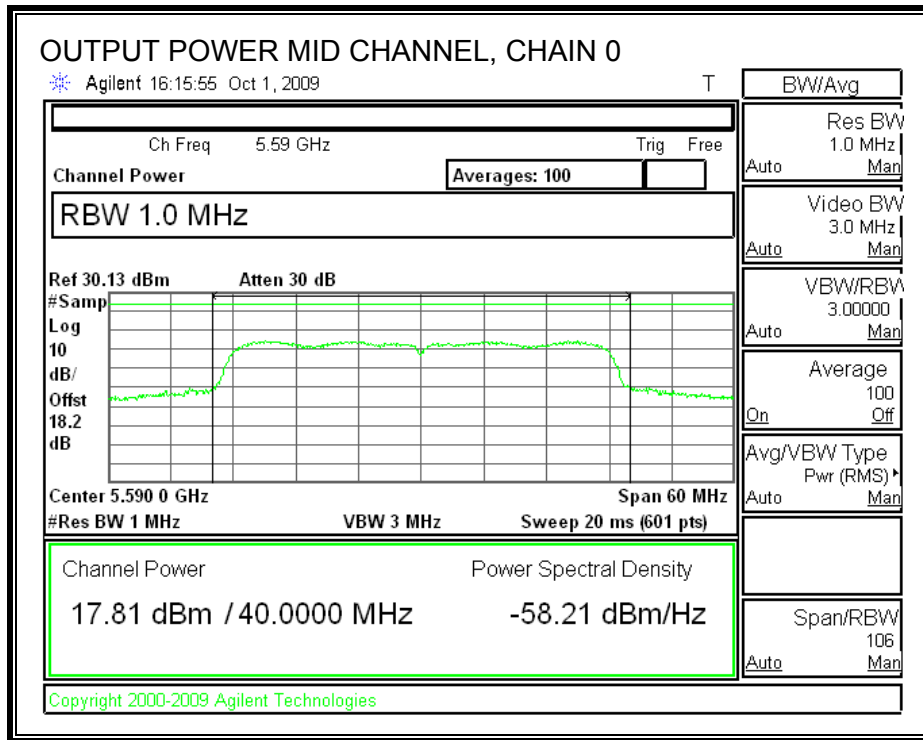 OUTPUT POWER MID CHANNEL, CHAIN 0
Agilent 16:15:55 Oct 1, 2009 T
Ch Freq 5.59 GHz Trig Free
Channel Power Averages: 100
RBW 1.0 MHz
Ref 30.13 dBm Atten 30 dB
#Samp
Log
10
dB/
Offst
18.2
dB
Center 5.590 0 GHz Span 60 MHz
#Res BW 1 MHz VBW 3 MHz Sweep 20 ms (601 pts)
Channel Power Power Spectral Density
17.81 dBm / 40.0000 MHz -58.21 dBm/Hz
Copyright 2000-2009 Agilent Technologies
BW/Avg
Res BW
1.0 MHz
Auto Man
Video BW
3.0 MHz
Auto Man
VBW/RBW
3.00000
Auto Man
Average
100
On Off
Avg/VBW Type
Pwr (RMS)
Auto Man
Span/RBW
106
Auto Man